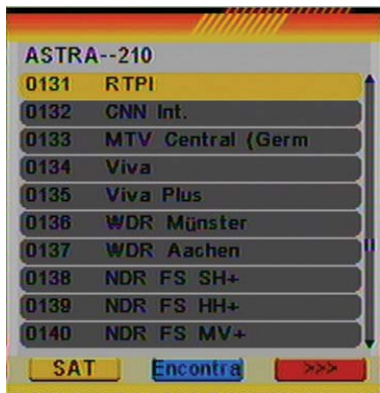 ASTRA--210
0131 RTPI
0132 CNN Int.
0133 MTV Central (Germ
0134 Viva
0135 Viva Plus
0136 WDR Münster
0137 WDR Aachen
0138 NDR FS SH+
0139 NDR FS HH+
0140 NDR FS MV+
SAT Encontra >>>